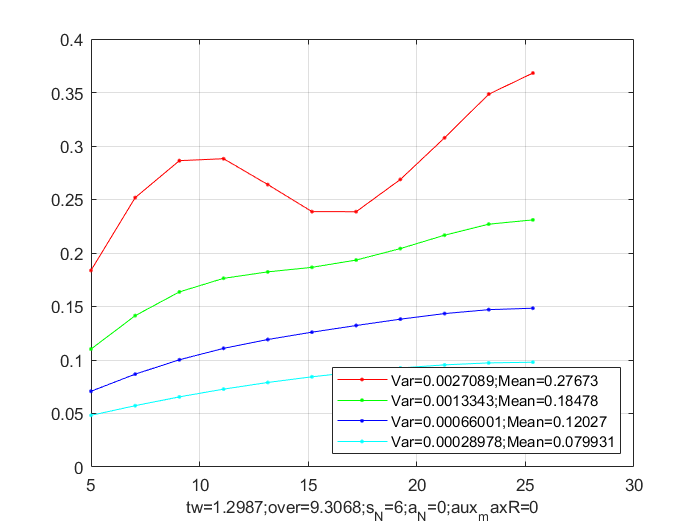 0.4
0.35
0.3
0.25
0.2
0.15
0.1
0.05
0
5 10 15 20 25 30
Var=0.0027089;Mean=0.27673
Var=0.0013343;Mean=0.18478
Var=0.00066001;Mean=0.12027
Var=0.00028978;Mean=0.079931
tw=1.2987;over=9.3068;s_N=6;a_N=0;aux_maxR=0